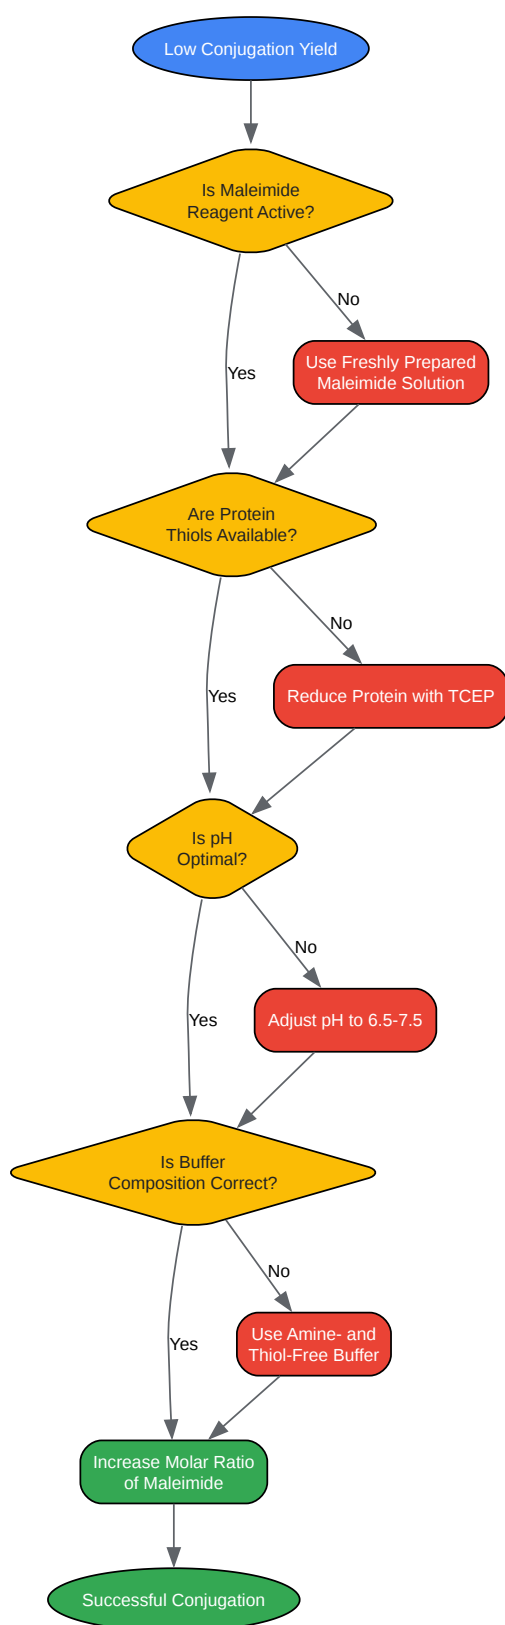 Low Conjugation Yield
Is Maleimide
Reagent Active?
No
Use Freshly Prepared
Maleimide Solution
Yes
Are Protein
Thiols Available?
No
Reduce Protein with TCEP
Yes
Is pH
Optimal?
No
Adjust pH to 6.5-7.5
Yes
Is Buffer
Composition Correct?
No
Use Amine- and
Thiol-Free Buffer
Yes
Increase Molar Ratio
of Maleimide
Successful Conjugation